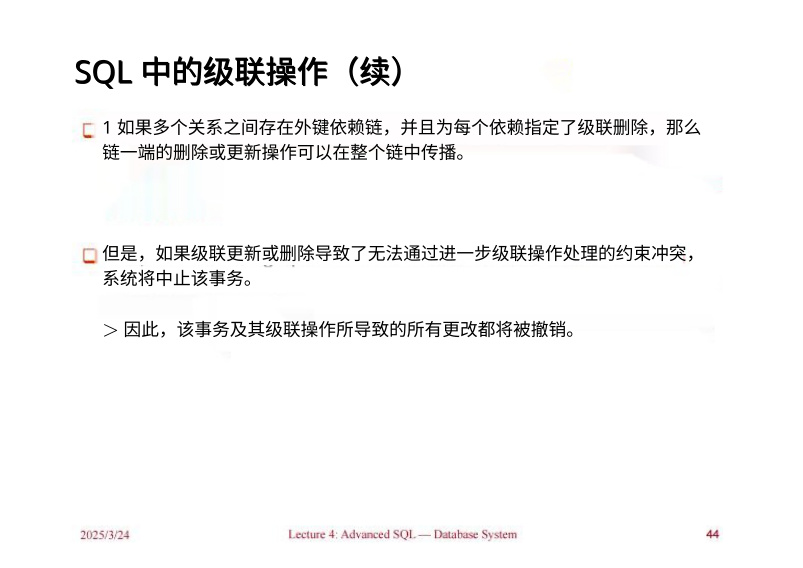 SQL 中的级联操作（续）
1 如果多个关系之间存在外键依赖链，并且为每个依赖指定了级联删除，那么
链一端的删除或更新操作可以在整个链中传播。
但是，如果级联更新或删除导致了无法通过进一步级联操作处理的约束冲突，
系统将中止该事务。
> 因此，该事务及其级联操作所导致的所有更改都将被撤销。
2025/3/24
Lecture 4: Advanced SQL — Database System
44